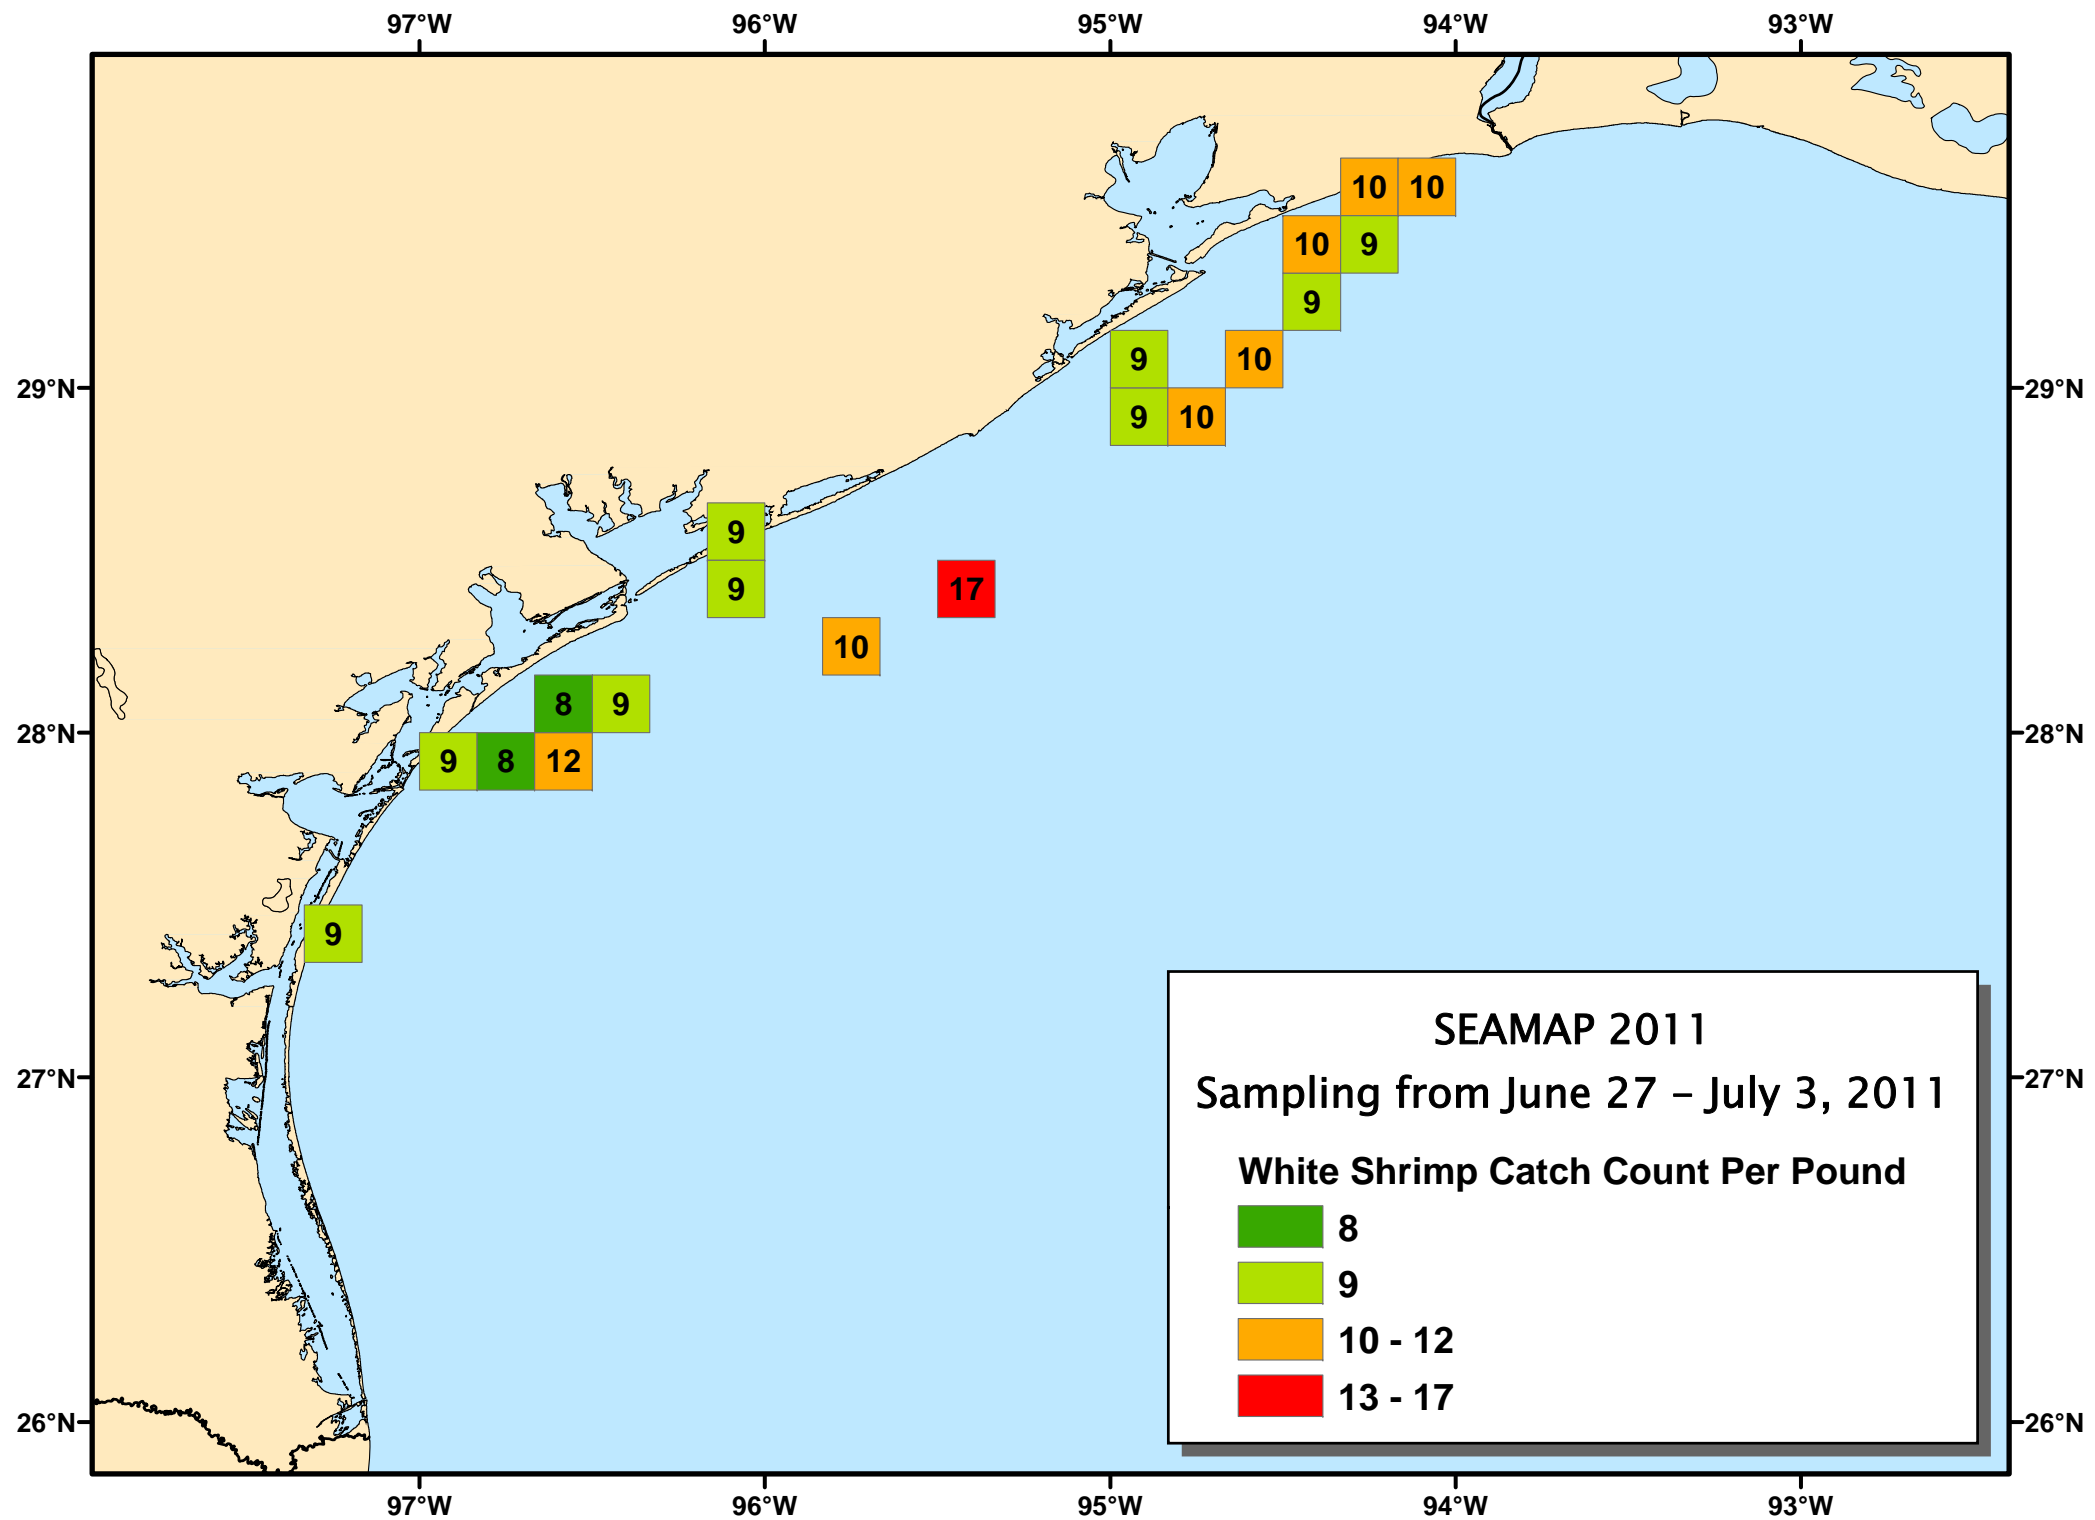 97°W 96°W 95°W 94°W 93°W
10 10
10 9
9
9 10
29°N 29°N
9 10
9
9 17
10
8 9
28°N 28°N
9 8 12
9
SEAMAP 2011
27°N 27°N
Sampling from June 27 – July 3, 2011
White Shrimp Catch Count Per Pound
8
9
10 - 12
13 - 17
26°N 26°N
97°W 96°W 95°W 94°W 93°W